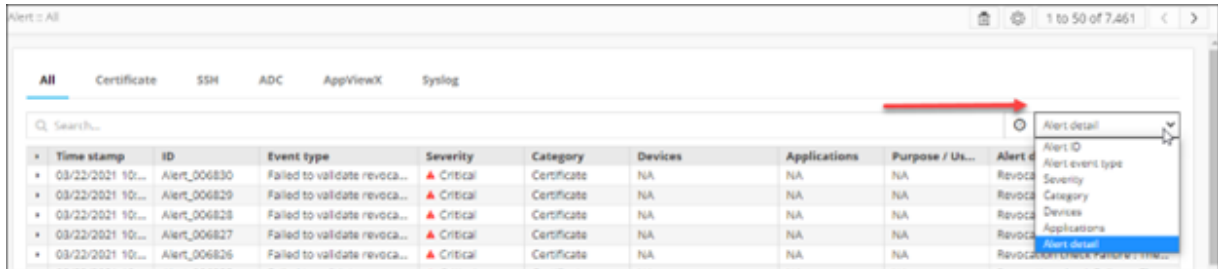 Alert :: All
1 to 50 of 7,461 < >
All Certificate SSH ADC AppViewX Syslog
Search... Alert detail
Time stamp ID Event type Severity Category Devices Applications Purpose / Us... Alert d
03/22/2021 10:... Alert_006830 Failed to validate revoca... Critical Certificate NA NA NA Revoca
03/22/2021 10:... Alert_006829 Failed to validate revoca... Critical Certificate NA NA NA Revoca
03/22/2021 10:... Alert_006828 Failed to validate revoca... Critical Certificate NA NA NA Revoca
03/22/2021 10:... Alert_006827 Failed to validate revoca... Critical Certificate NA NA NA Revoca
03/22/2021 10:... Alert_006826 Failed to validate revoca... Critical Certificate NA NA NA Revocation check Failure : The...
Alert ID
Alert event type
Severity
Category
Devices
Applications
Alert detail